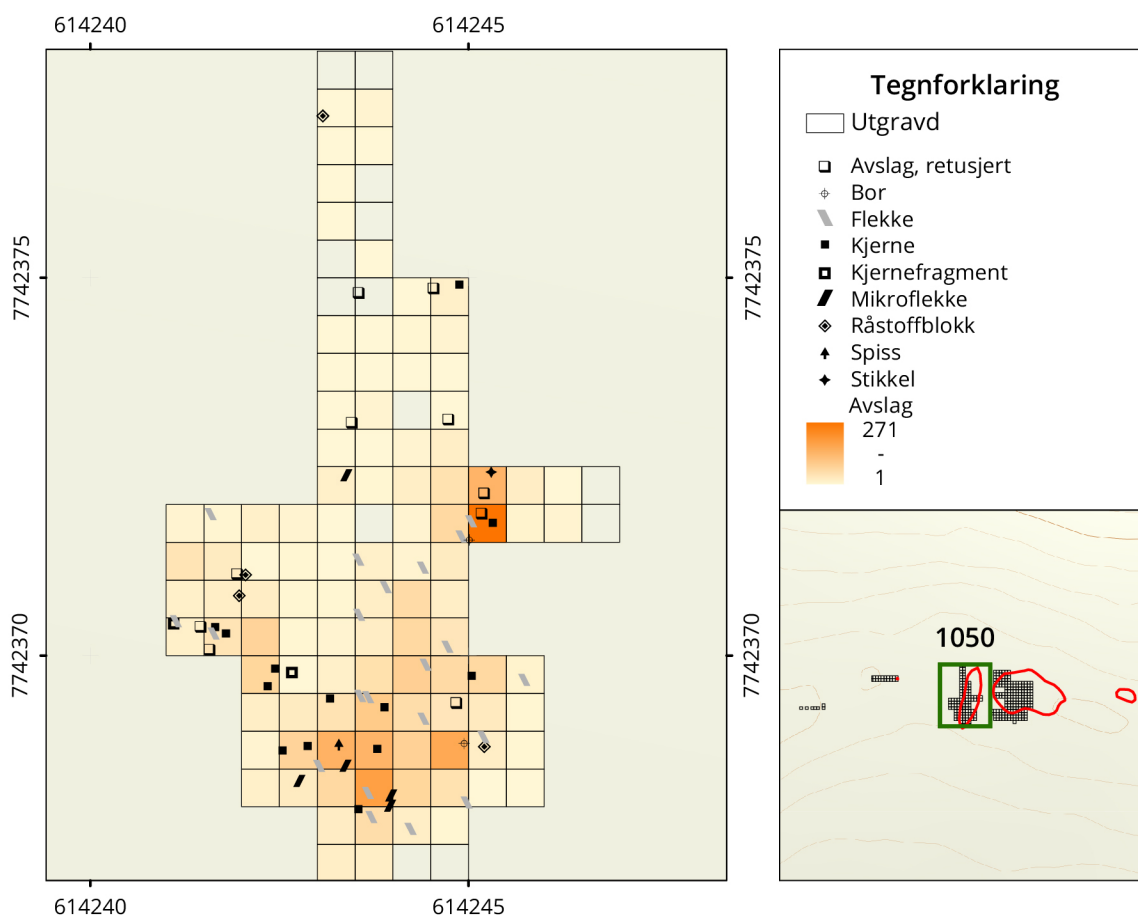 614240 614245
7742375
7742370
7742375
7742370
614240 614245
Tegnforklaring
Utgravd
Avslag, retusjert
Bor
Flekke
Kjerne
Kjernefragment
Mikroflekke
Råstoffblokk
Spiss
Stikkel
Avslag
271
-
1
1050